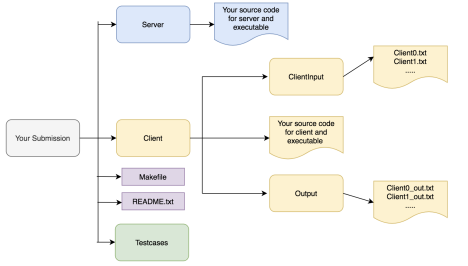 Server
Your source code
for server and
executable
ClientInput
Client0.txt
Client1.txt
.....
Your Submission
Client
Your source code
for client and
executable
Makefile
README.txt
Output
Client0_out.txt
Client1_out.txt
.....
Testcases